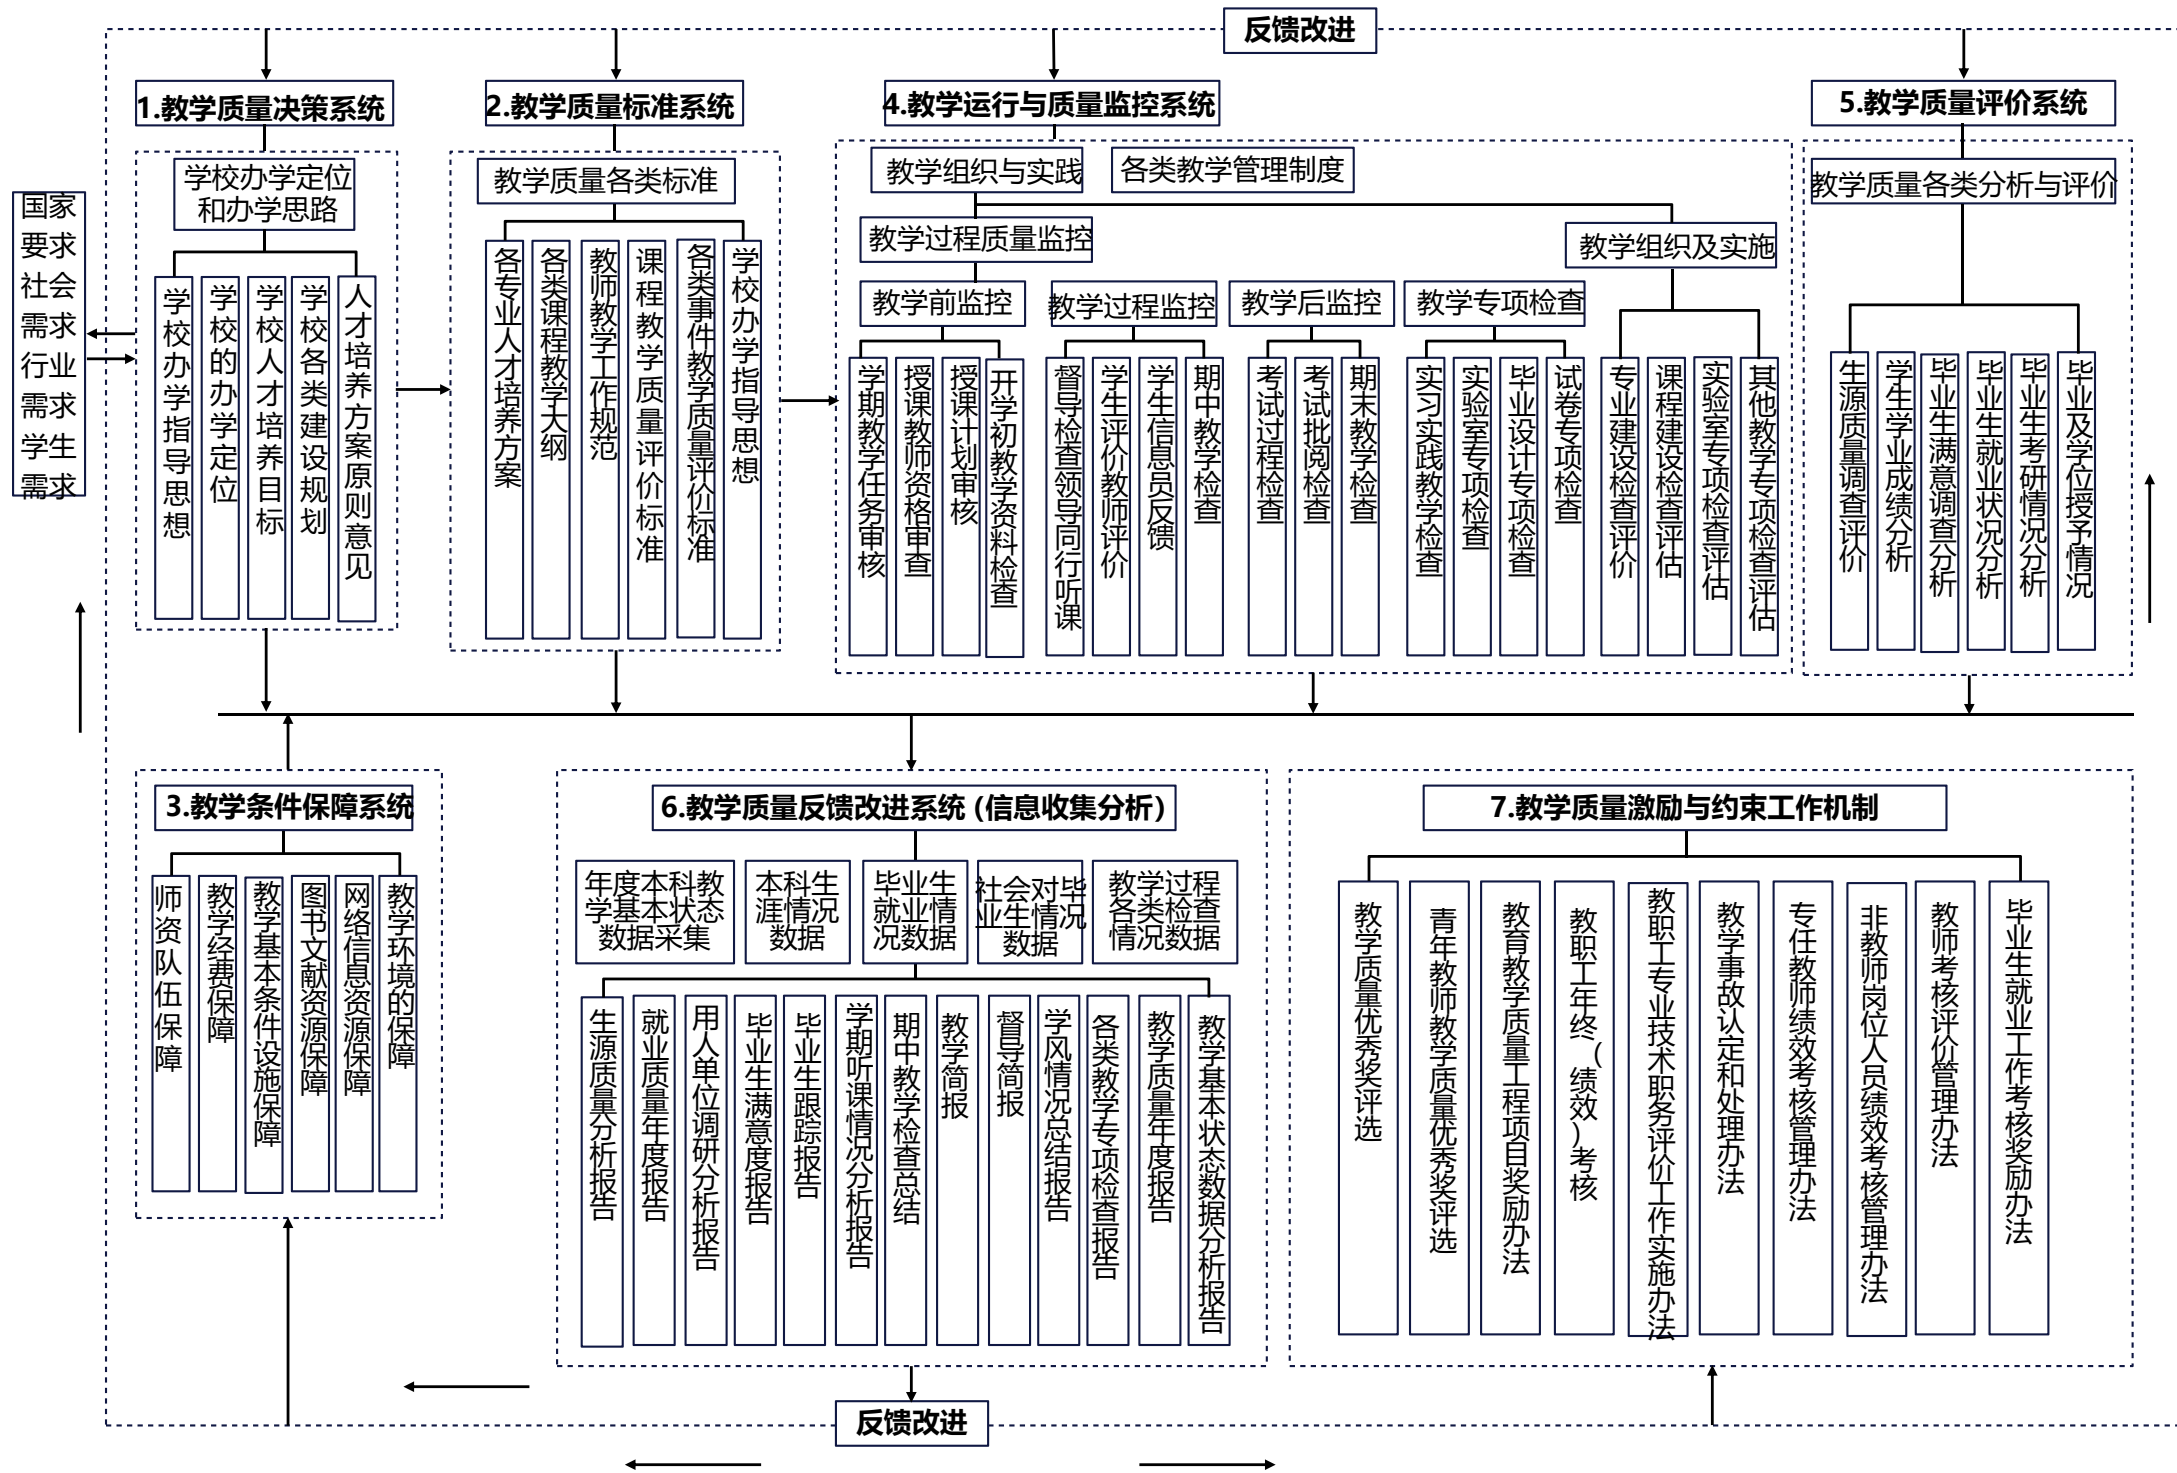 反馈改进
1.教学质量决策系统
2.教学质量标准系统
4.教学运行与质量监控系统
5.教学质量评价系统
国家
要求
社会
需求
行业
需求
学生
需求
学校办学定位
和办学思路
学校办学指导思想
学校的办学定位
学校人才培养目标
学校各类建设规划
人才培养方案原则意见
教学质量各类标准
各专业人才培养方案
各类课程教学大纲
教师教学工作规范
课程教学质量评价标准
各类事件教学质量评价标准
学校办学指导思想
教学组织与实践
各类教学管理制度
教学过程质量监控
教学组织及实施
教学前监控
教学过程监控
教学后监控
教学专项检查
学期教学任务审核
授课教师资格审查
授课计划审核
开学初教学资料检查
督导检查领导同行听课
学生评价教师评价
学生信息员反馈
期中教学检查
考试过程检查
考试批阅检查
期末教学检查
实习实践教学检查
实验室专项检查
毕业设计专项检查
试卷专项检查
专业建设检查评价
课程建设检查评估
实验室专项检查评估
其他教学专项检查评估
教学质量各类分析与评价
生源质量调查评价
学生学业成绩分析
毕业生满意调查分析
毕业生就业状况分析
毕业生考研情况分析
毕业及学位授予情况
3.教学条件保障系统
师资队伍保障
教学经费保障
教学基本条件设施保障
图书文献资源保障
网络信息资源保障
教学环境的保障
6.教学质量反馈改进系统（信息收集分析）
年度本科教
学基本状态
数据采集
本科生
涯情况
数据
毕业生
就业情
况数据
社会对毕
业生情况
数据
教学过程
各类检查
情况数据
生源质量分析报告
就业质量年度报告
用人单位调研分析报告
毕业生满意度报告
毕业生跟踪报告
学期听课情况分析报告
期中教学检查总结
教学简报
督导简报
学风情况总结报告
各类教学专项检查报告
教学质量年度报告
教学基本状态数据分析报告
7.教学质量激励与约束工作机制
教学质量优秀奖评选
青年教师教学质量优秀奖评选
教育教学质量工程项目奖励办法
教职工年终（绩效）考核
教职工专业技术职务评价工作实施办法
教学事故认定和处理办法
专任教师绩效考核管理办法
非教师岗位人员绩效考核管理办法
教师考核评价管理办法
毕业生就业工作考核奖励办法
反馈改进